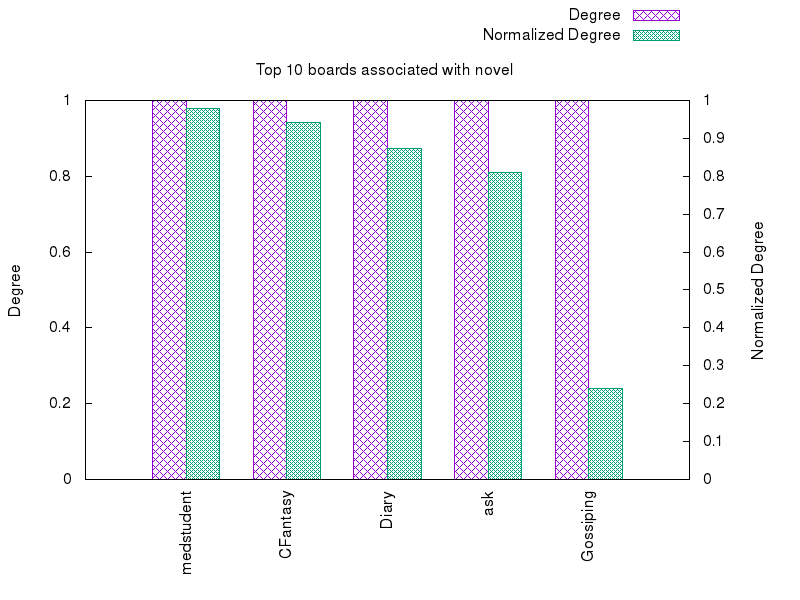 Degree
Normalized Degree
Top 10 boards associated with novel
1
0.8
0.6
0.4
0.2
0
1
0.9
0.8
0.7
0.6
0.5
0.4
0.3
0.2
0.1
0
Degree
Normalized Degree
medstudent
CFantasy
Diary
ask
Gossiping